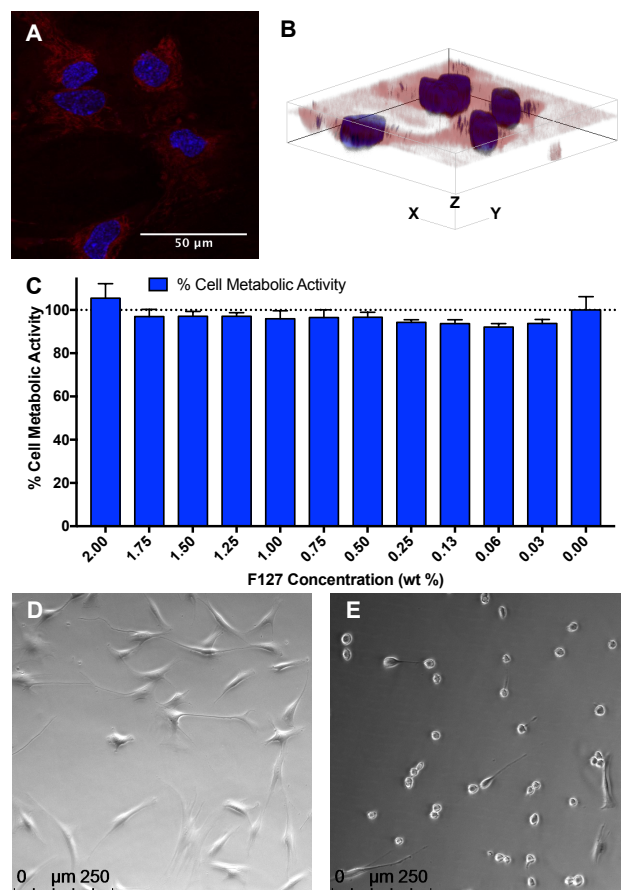 A
50 µm
B
X
Z
Y
C
% Cell Metabolic Activity
% Cell Metabolic Activity
100
80
60
40
20
0
2.00
1.75
1.50
1.25
1.00
0.75
0.50
0.25
0.13
0.06
0.03
0.00
F127 Concentration (wt %)
D
0 µm 250
E
0 µm 250